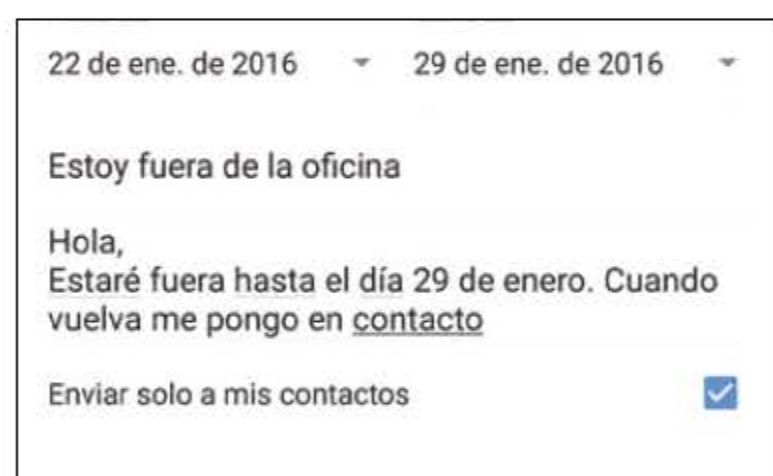 22 de ene. de 2016 29 de ene. de 2016
Estoy fuera de la oficina
Hola,
Estaré fuera hasta el día 29 de enero. Cuando
vuelva me pongo en contacto
Enviar solo a mis contactos